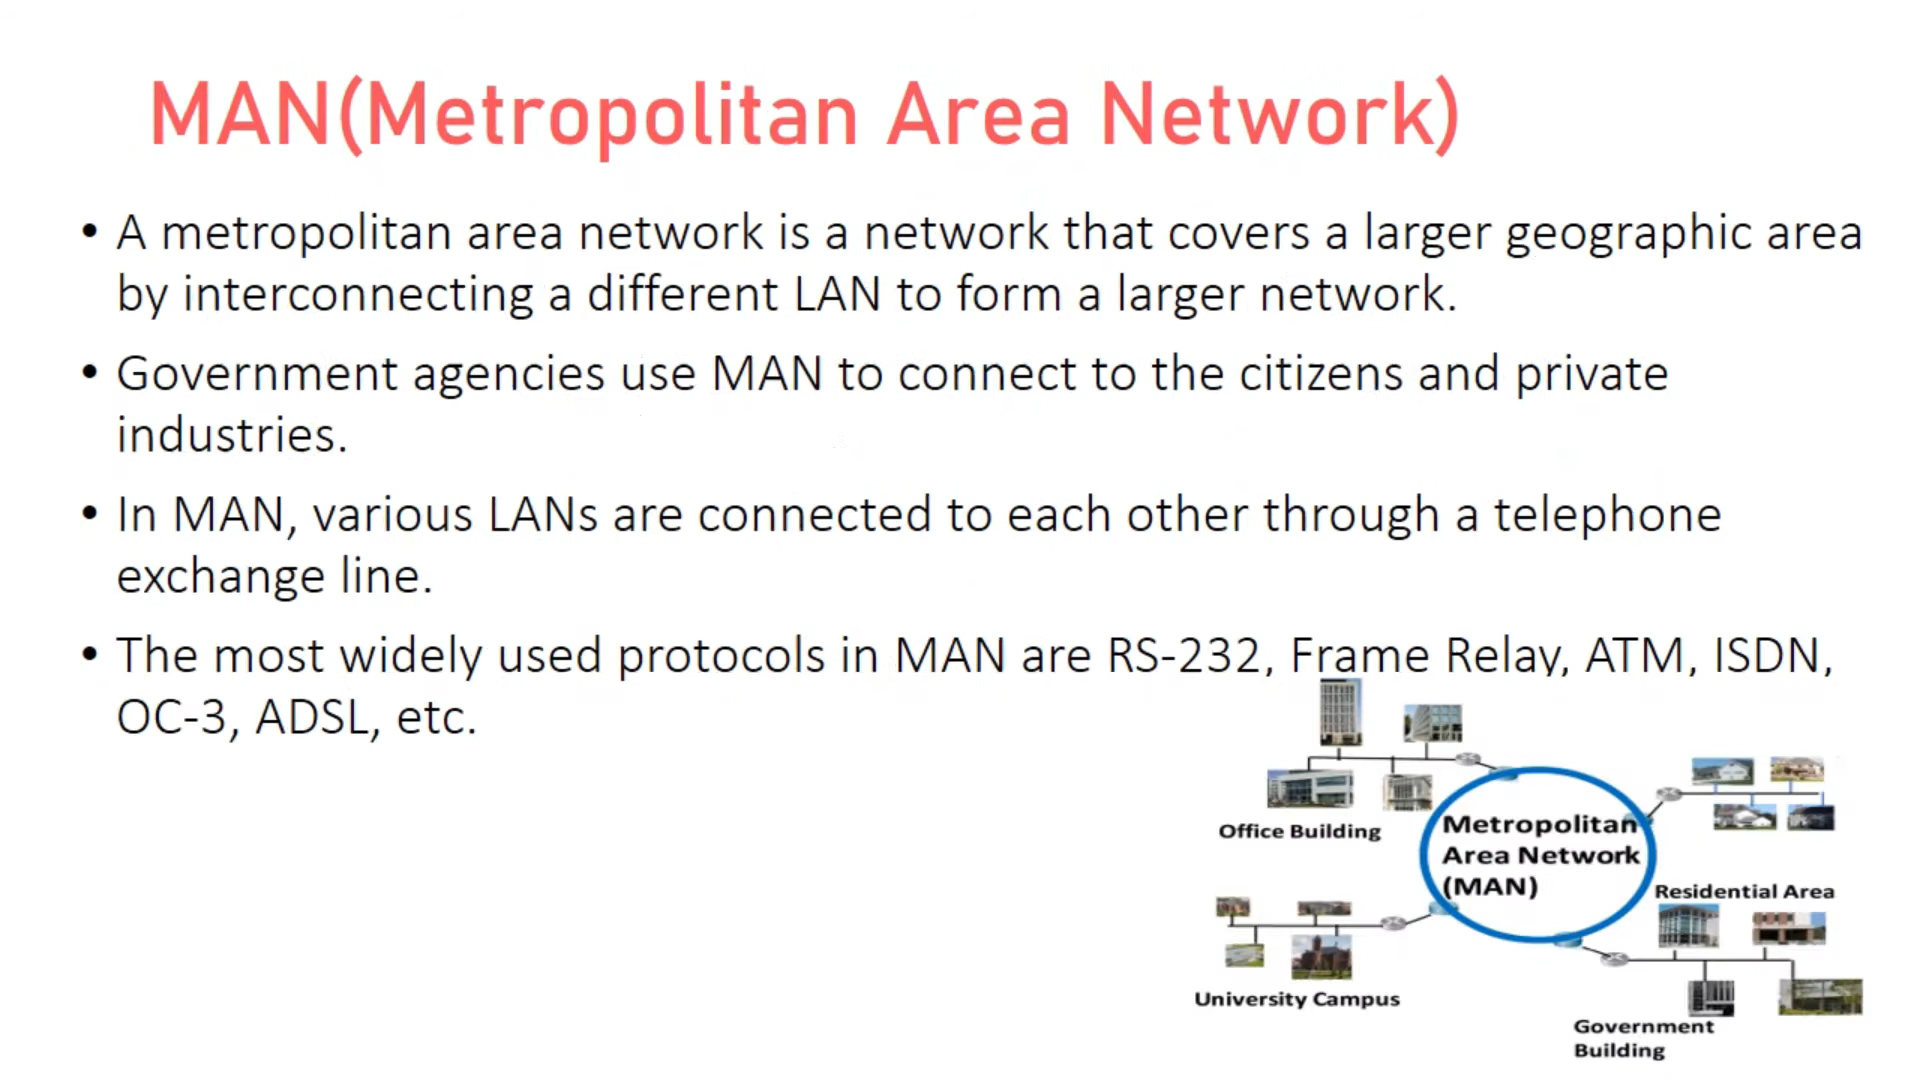 MAN(Metropolitan Area Network)
• A metropolitan area network is a network that covers a larger geographic area
by interconnecting a different LAN to form a larger network.
• Government agencies use MAN to connect to the citizens and private
industries.
• In MAN, various LANs are connected to each other through a telephone
exchange line.
• The most widely used protocols in MAN are RS-232, Frame Relay, ATM, ISDN,
OC-3, ADSL, etc.
Office Building
Metropolitan
Area Network
(MAN)
Residential Area
University Campus
Government
Building